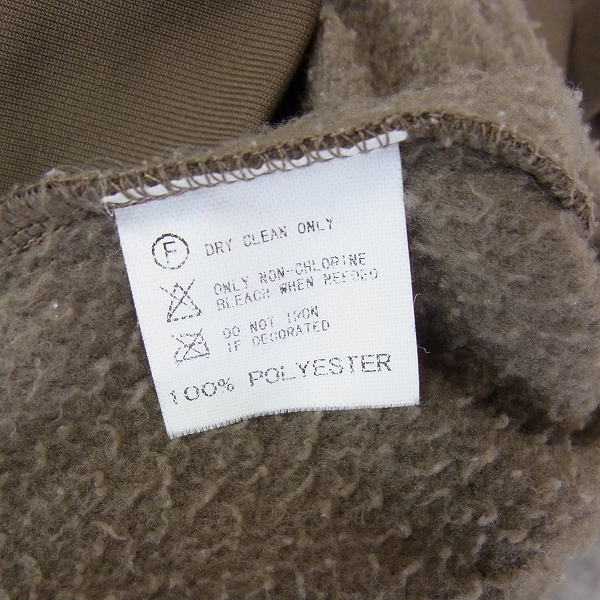 F DRY CLEAN ONLY
ONLY NON-CHLORINE
BLEACH WHEN NEEDED
DO NOT IRON
IF DECORATED
100% POLYESTER